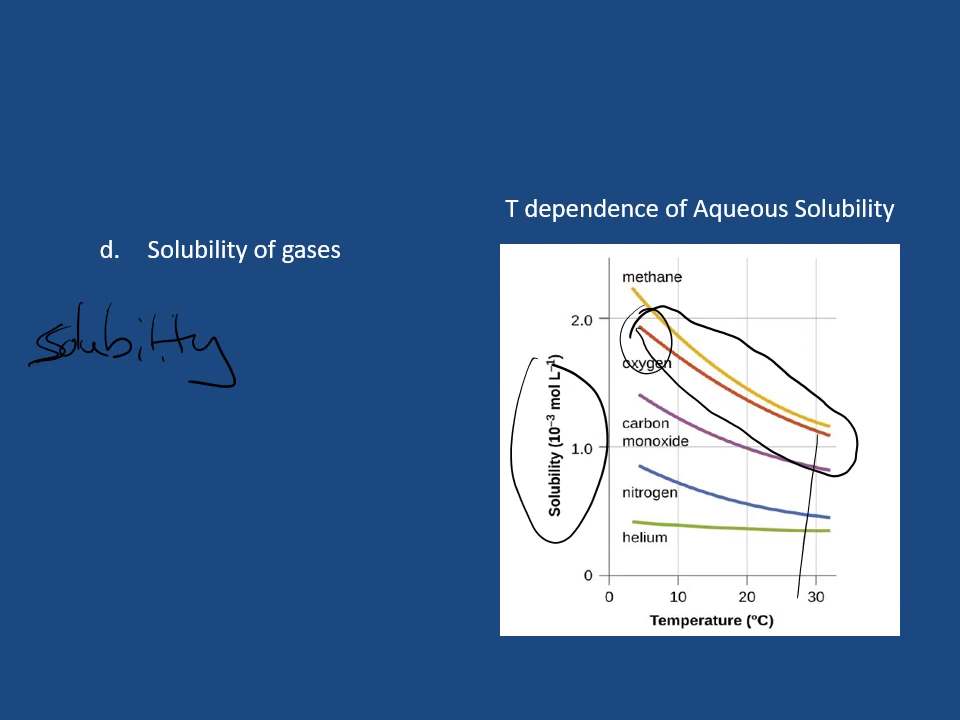 T dependence of Aqueous Solubility
d. Solubility of gases
solubility
methane
2.0
oxygen
carbon
monoxide
1.0
nitrogen
helium
0
0 10 20 30
Temperature (°C)
Solubility (10⁻³ mol L⁻¹)